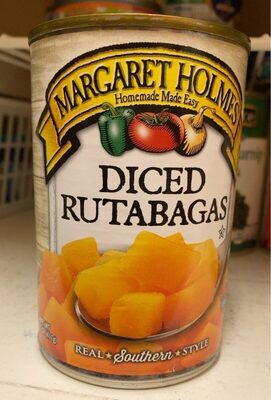 MARGARET HOLMES
Homemade Made Easy
DICED
RUTABAGAS
REAL ★ Southern ★ STYLE